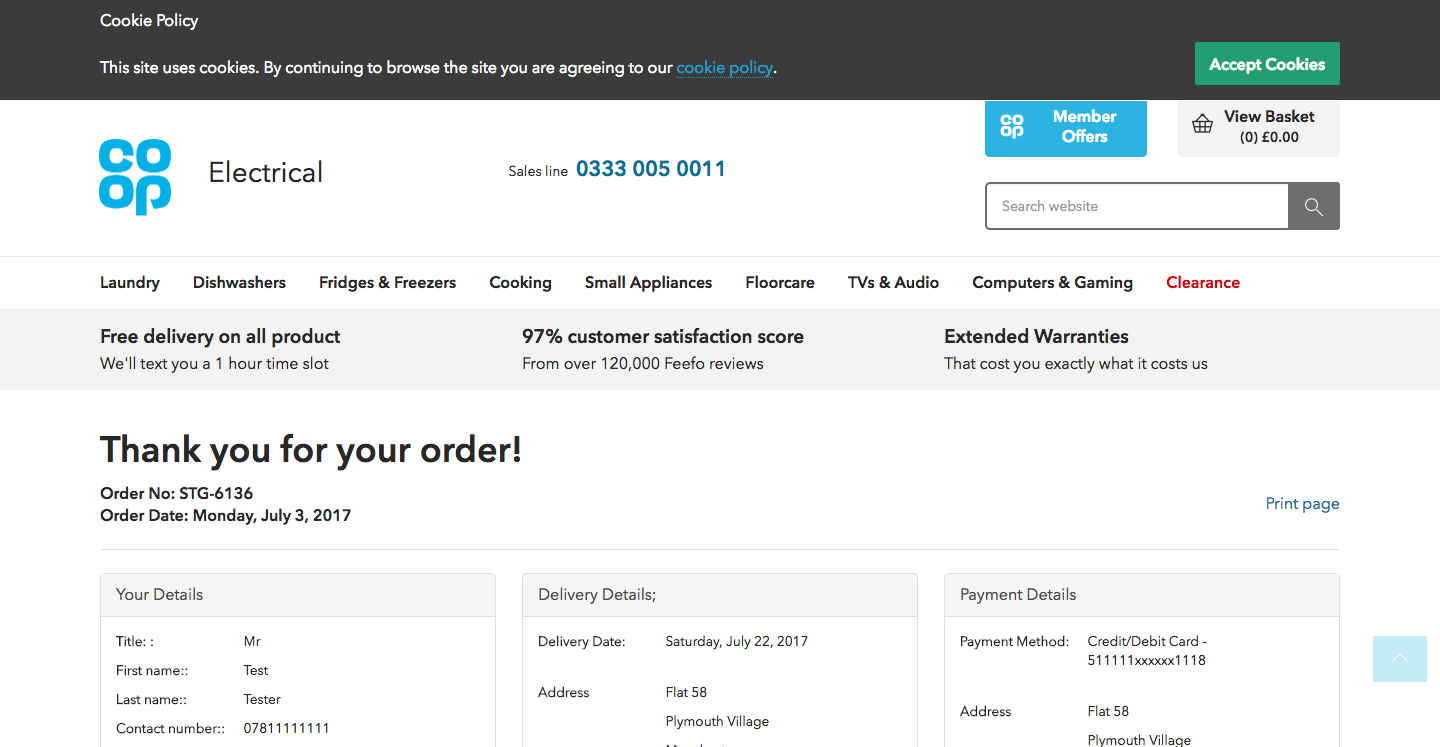 Cookie Policy
This site uses cookies. By continuing to browse the site you are agreeing to our cookie policy.
Accept Cookies
co
op
Electrical
Sales line 0333 005 0011
co
op
Member
Offers
View Basket
(0) £0.00
Search website
Laundry Dishwashers Fridges & Freezers Cooking Small Appliances Floorcare TVs & Audio Computers & Gaming Clearance
Free delivery on all product
We'll text you a 1 hour time slot
97% customer satisfaction score
From over 120,000 Feefo reviews
Extended Warranties
That cost you exactly what it costs us
Thank you for your order!
Order No: STG-6136
Order Date: Monday, July 3, 2017
Print page
Your Details
Title: : Mr
First name:: Test
Last name:: Tester
Contact number:: 07811111111
Delivery Details;
Delivery Date: Saturday, July 22, 2017
Address Flat 58
Plymouth Village
Payment Details
Payment Method: Credit/Debit Card -
511111xxxxxx1118
Address Flat 58
Plymouth Village